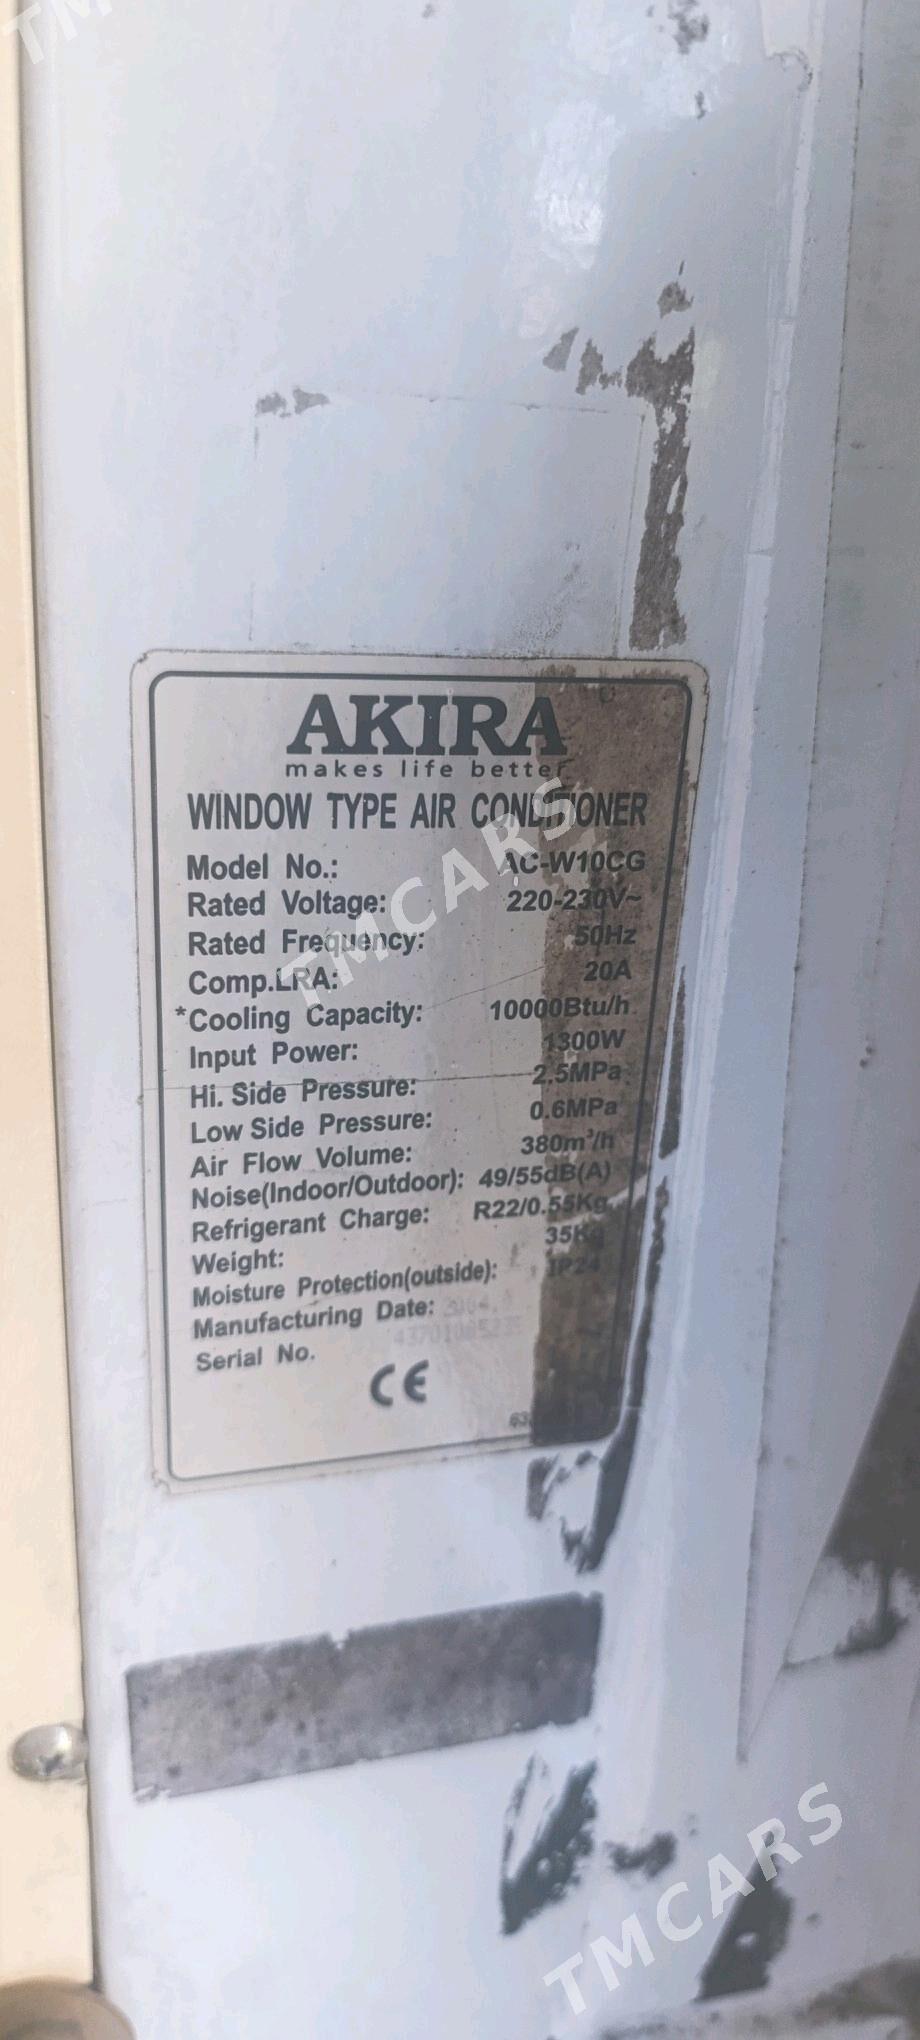 AKIRA
makes life better
WINDOW TYPE AIR CONDITIONER
Model No.: AC-W10CG
Rated Voltage: 220-230V~
Rated Frequency: 50Hz
Comp.LRA: 20A
*Cooling Capacity: 10000Btu/h
Input Power: 1300W
Hi. Side Pressure: 2.5MPa
Low Side Pressure: 0.6MPa
Air Flow Volume: 380m³/h
Noise(Indoor/Outdoor): 49/55dB(A)
Refrigerant Charge: R22/0.55Kg
Weight: 35Kg
Moisture Protection(outside): IP24
Manufacturing Date:
Serial No.
CE
TMCARS
TMCARS